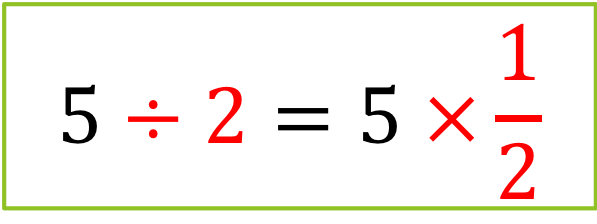 5 ÷ 2 = 5 × 1/2